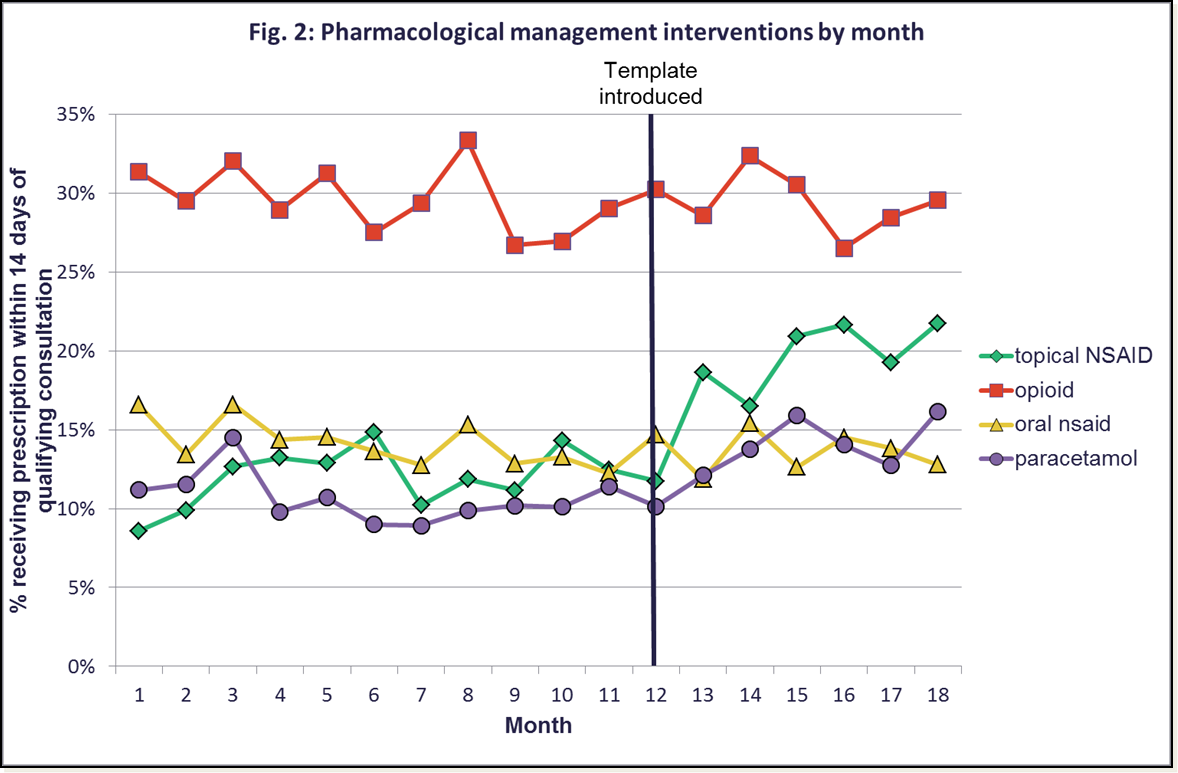 Fig. 2: Pharmacological management interventions by month
Template
introduced
% receiving prescription within 14 days of
qualifying consultation
35%
30%
25%
20%
15%
10%
5%
0%
1 2 3 4 5 6 7 8 9 10 11 12 13 14 15 16 17 18
Month
topical NSAID
opioid
oral nsaid
paracetamol